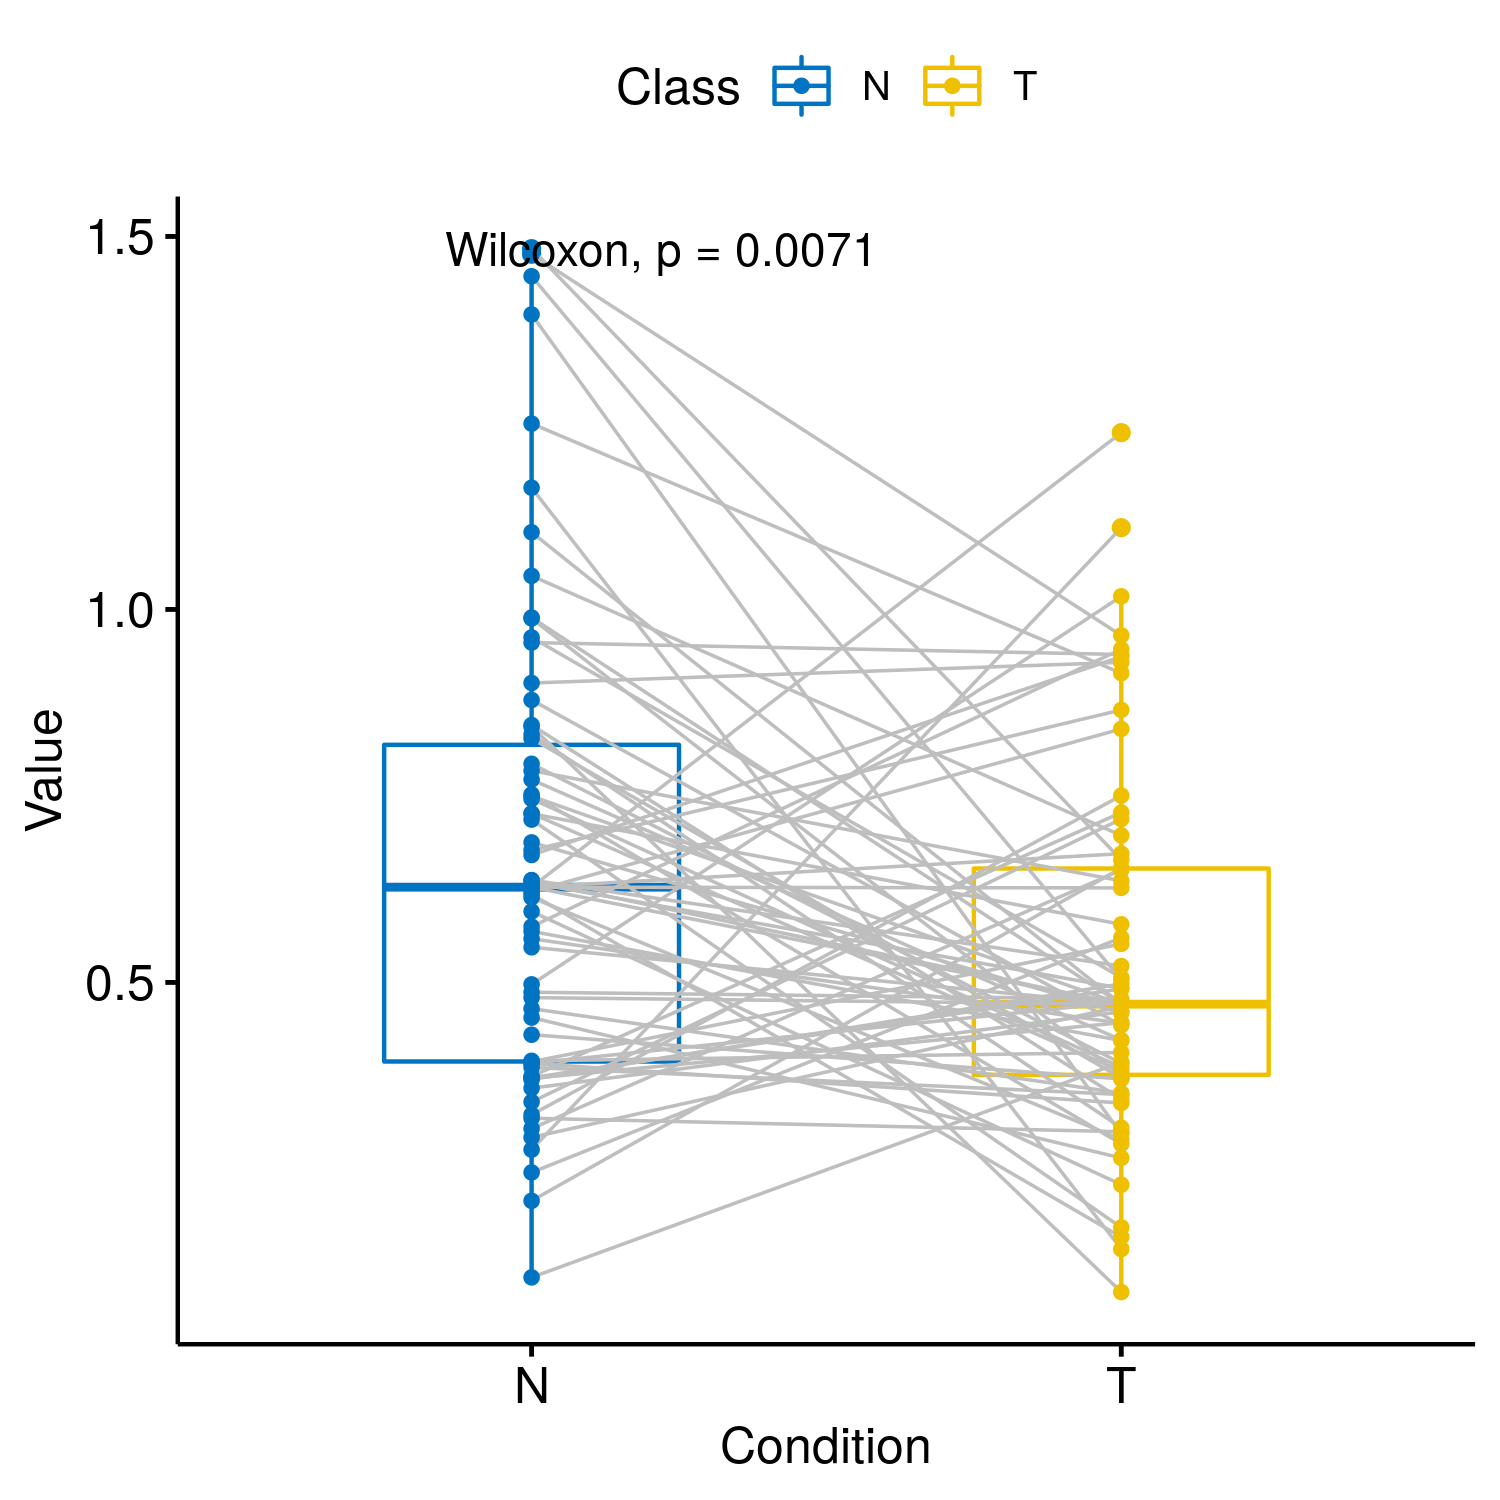 Class N T
1.5
Wilcoxon, p = 0.0071
1.0
0.5
Value
N T
Condition